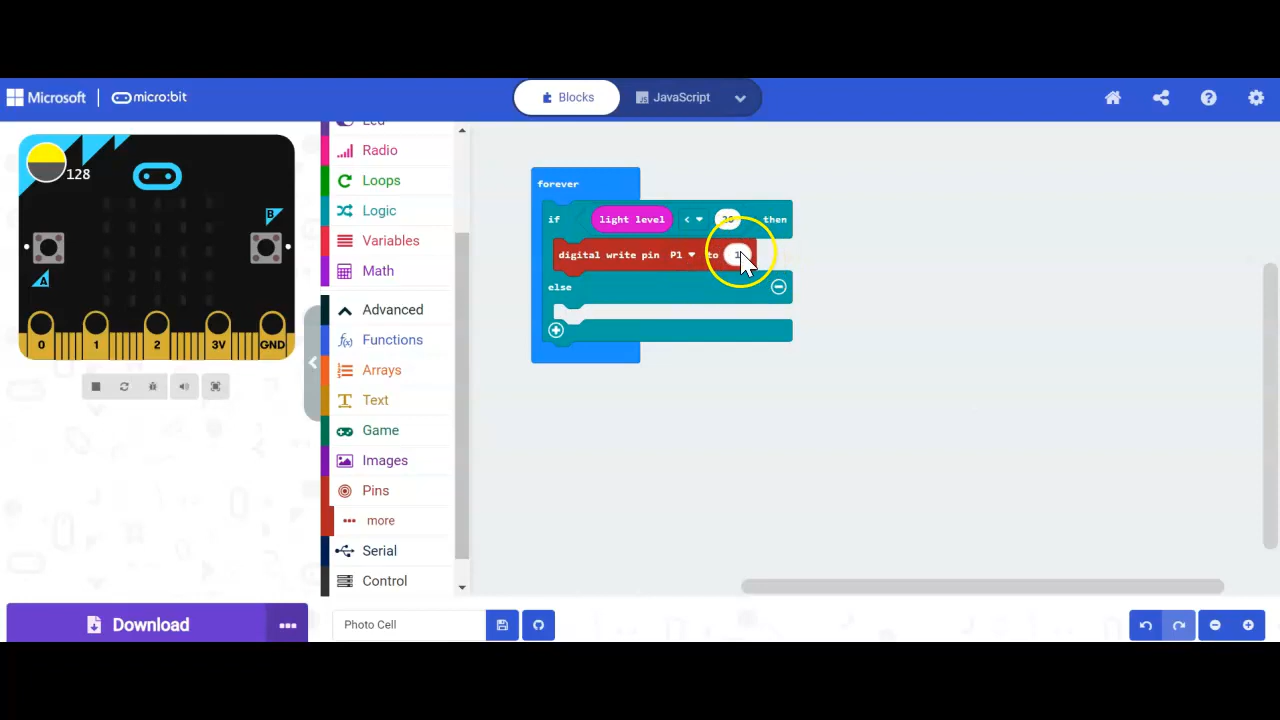 Microsoft micro:bit Blocks JavaScript
128
B
A
0 1 2 3V GND
Radio
Loops
Logic
Variables
Math
Advanced
Functions
Arrays
Text
Game
Images
Pins
more
Serial
Control
forever
if light level < then
digital write pin P1 to 1
else
Download
Photo Cell